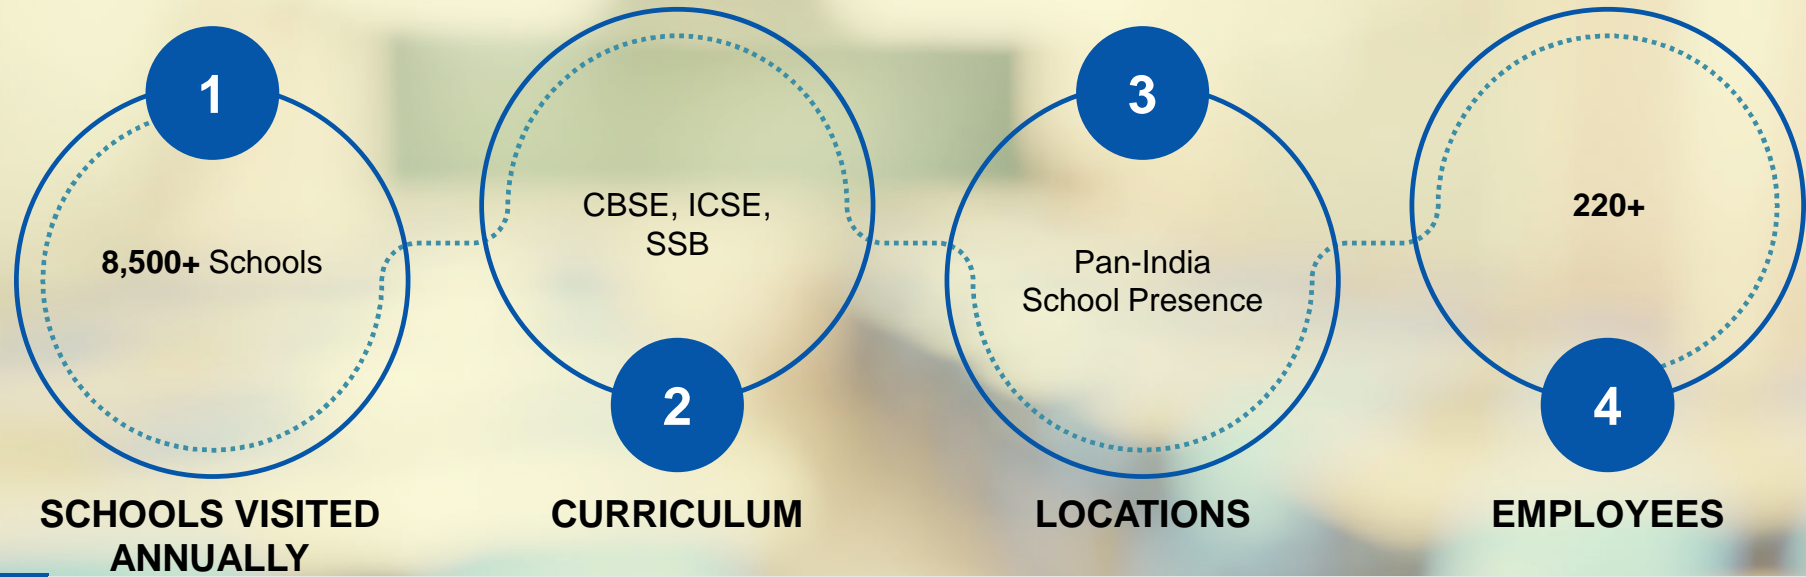 1
8,500+ Schools
SCHOOLS VISITED
ANNUALLY
CBSE, ICSE,
SSB
2
CURRICULUM
3
Pan-India
School Presence
LOCATIONS
220+
4
EMPLOYEES